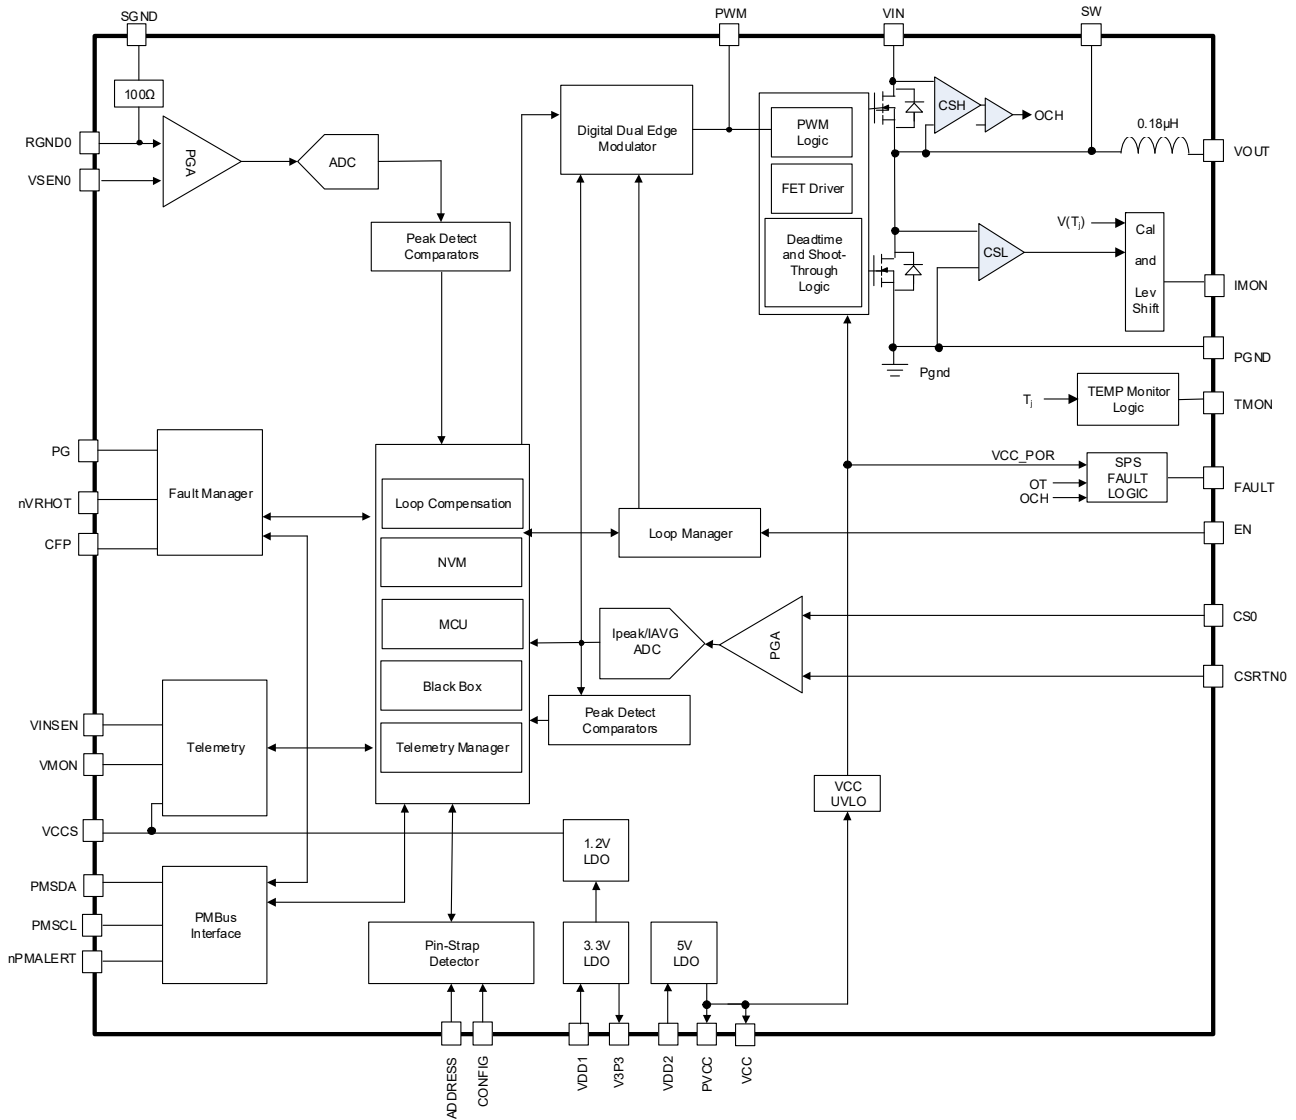 SGND
PWM
VIN
SW
100Ω
RGND0
VSEN0
PGA
ADC
Peak Detect
Comparators
Digital Dual Edge
Modulator
PWM
Logic
FET Driver
Deadtime
and Shoot-
Through
Logic
CSH
OCH
0.18µH
VOUT
CSL
V(Tj)
Cal
and
Lev
Shift
IMON
PGND
Pgnd
Tj
TEMP Monitor
Logic
TMON
VCC_POR
OT
OCH
SPS
FAULT
LOGIC
FAULT
PG
nVRHOT
CFP
Fault Manager
Loop Compensation
NVM
MCU
Black Box
Telemetry Manager
Loop Manager
EN
Ipeak/IAVG
ADC
PGA
CS0
CSRTN0
Peak Detect
Comparators
VINSEN
VMON
Telemetry
VCCS
VCC
UVLO
1.2V
LDO
PMSDA
PMSCL
nPMALERT
PMBus
Interface
Pin-Strap
Detector
3.3V
LDO
5V
LDO
ADDRESS
CONFIG
VDD1
V3P3
VDD2
PVCC
VCC